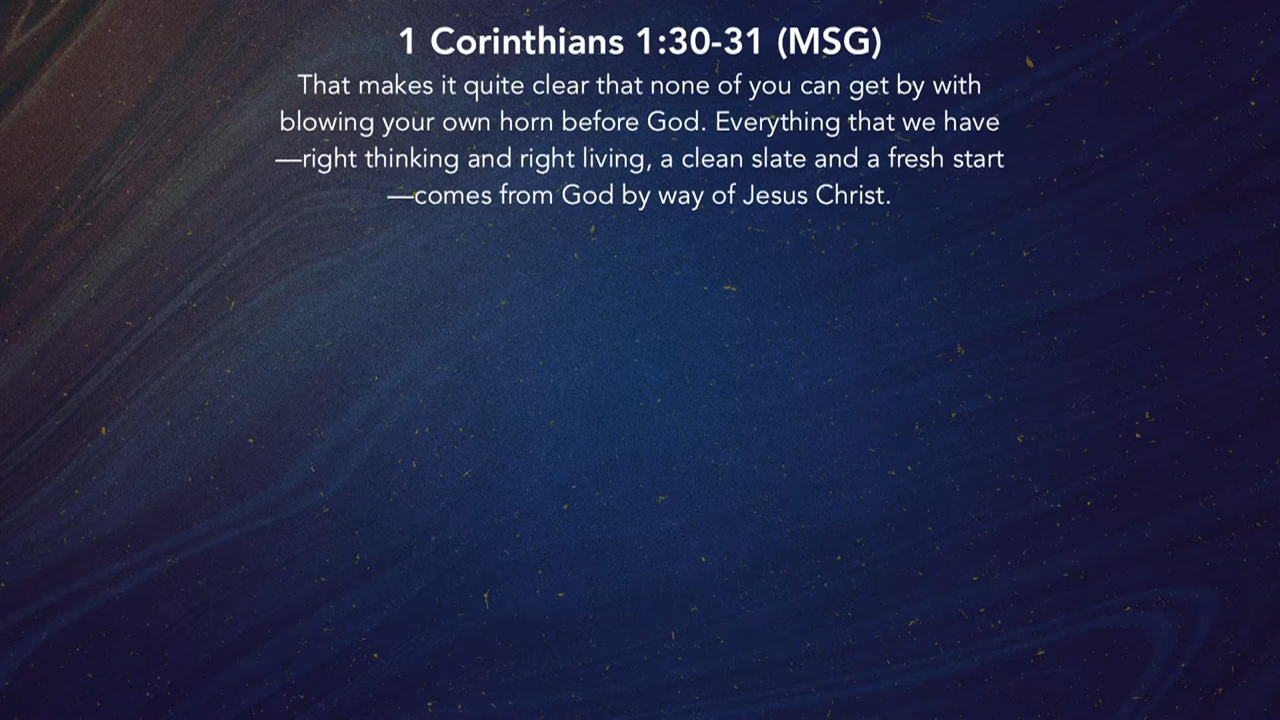 1 Corinthians 1:30-31 (MSG)
That makes it quite clear that none of you can get by with
blowing your own horn before God. Everything that we have
—right thinking and right living, a clean slate and a fresh start
—comes from God by way of Jesus Christ.